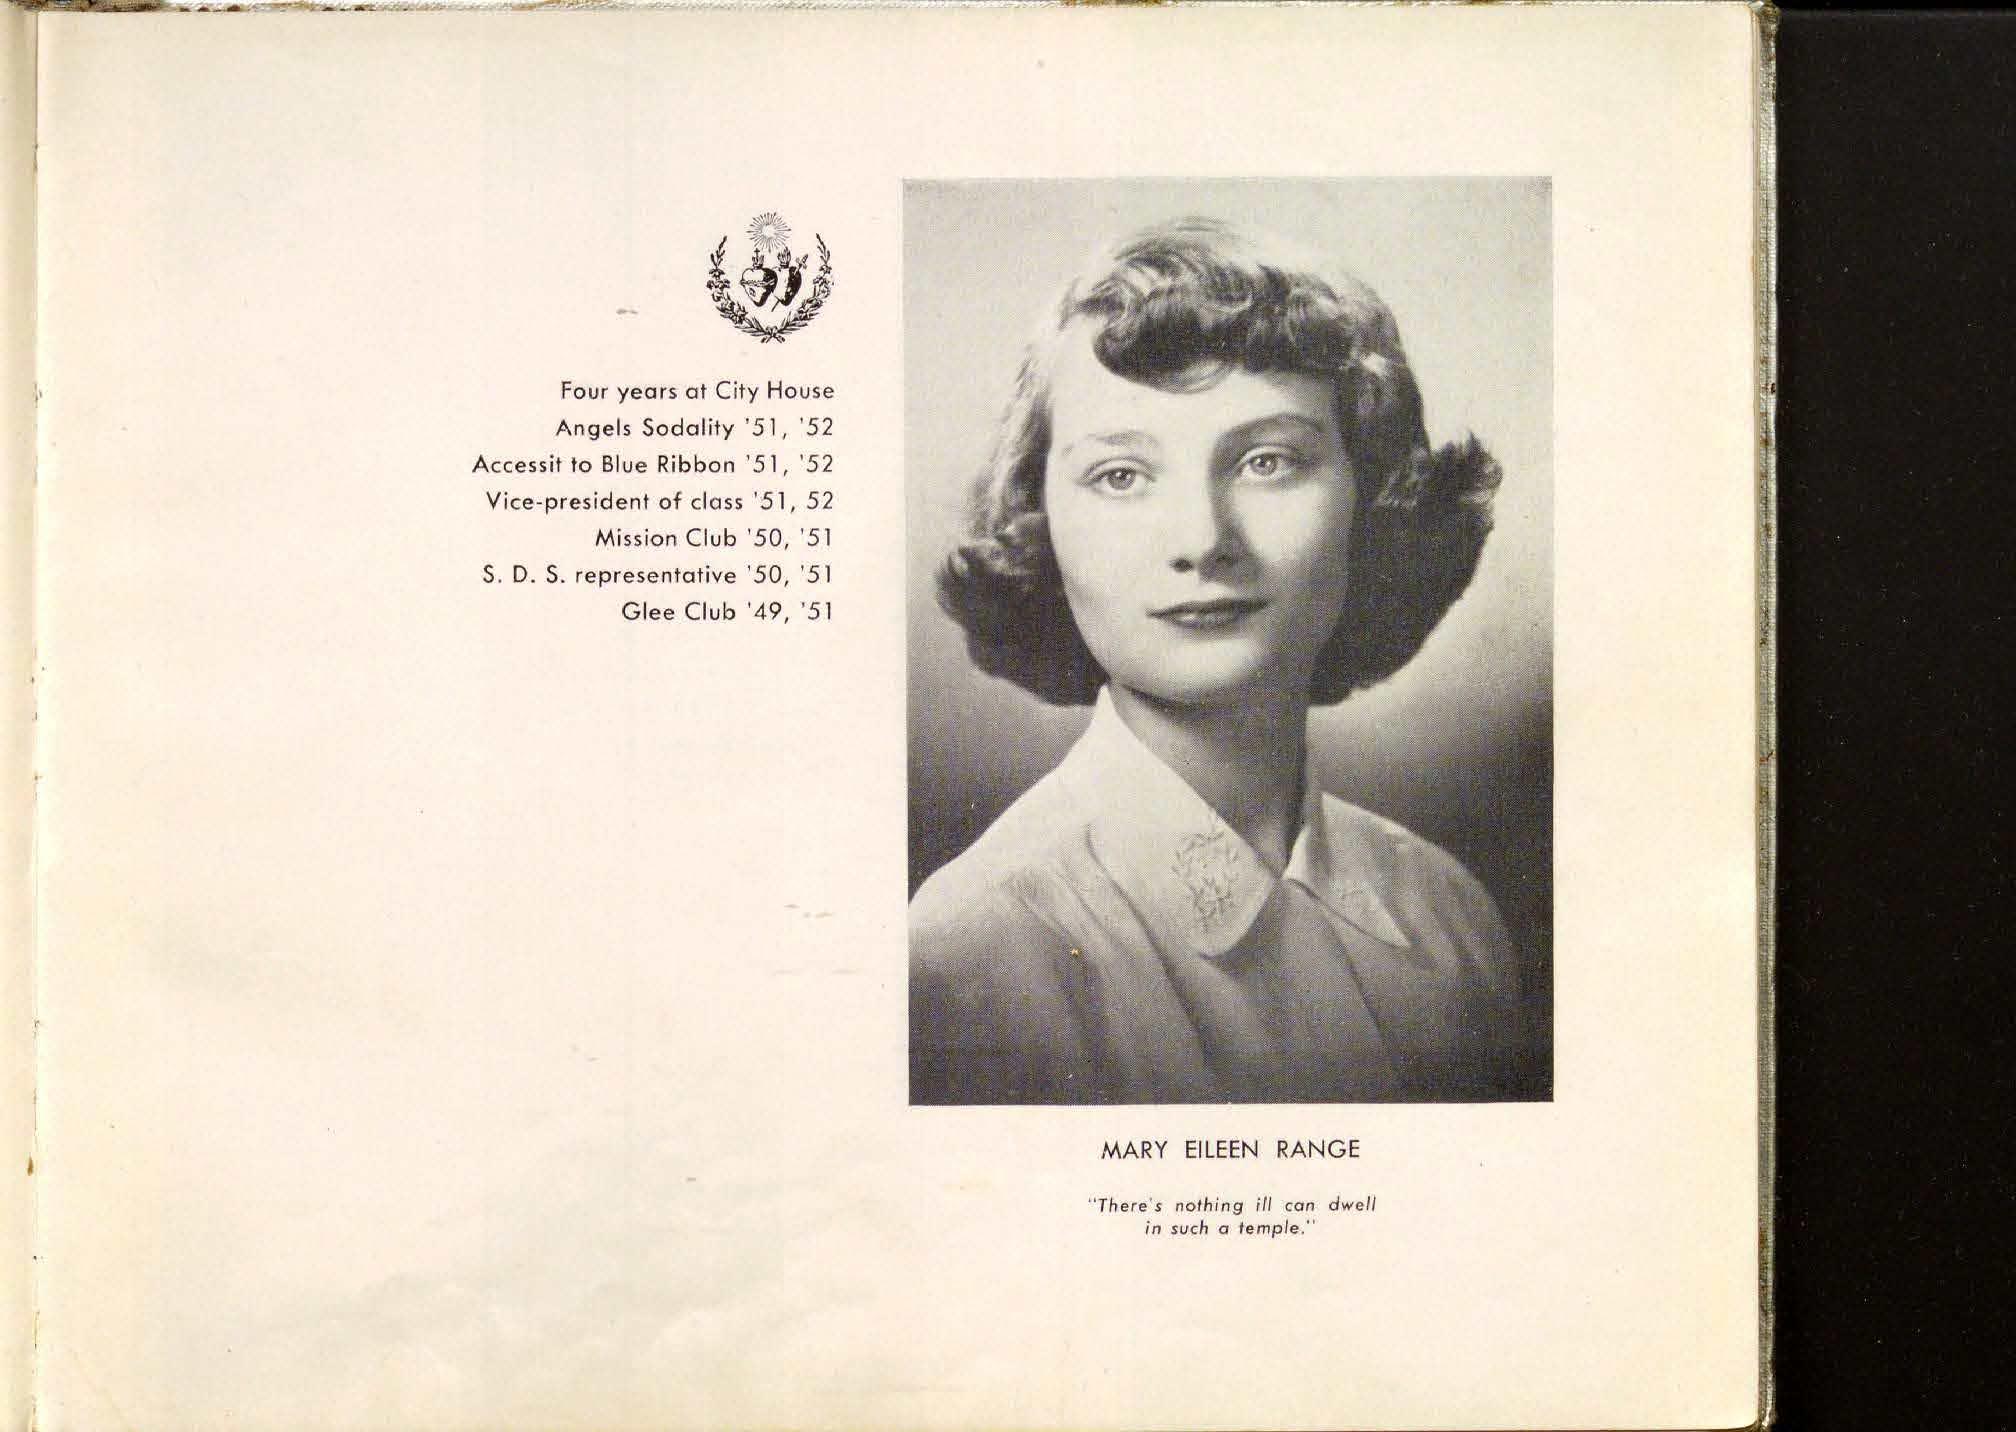 Four years at City House
Angels Sodality '51, '52
Accessit to Blue Ribbon '51, '52
Vice-president of class '51, 52
Mission Club '50, '51
S. D. S. representative '50, '51
Glee Club '49, '51
MARY EILEEN RANGE
"There's nothing ill can dwell
in such a temple."